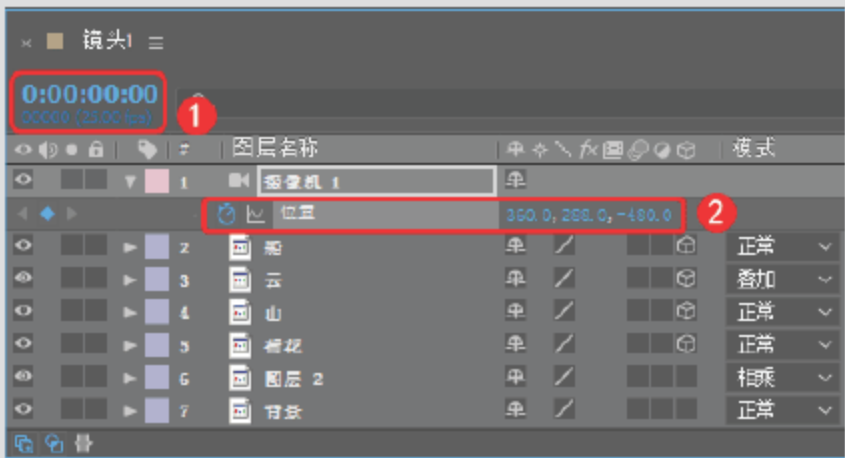 镜头1
0:00:00:00
00000 (25.00 fps)
1
# 图层名称 fx 模式
1 摄像机 1
位置 360.0, 288.0, -480.0 2
2 船 正常
3 云 叠加
4 山 正常
5 荷花 正常
6 图层 2 相乘
7 背景 正常